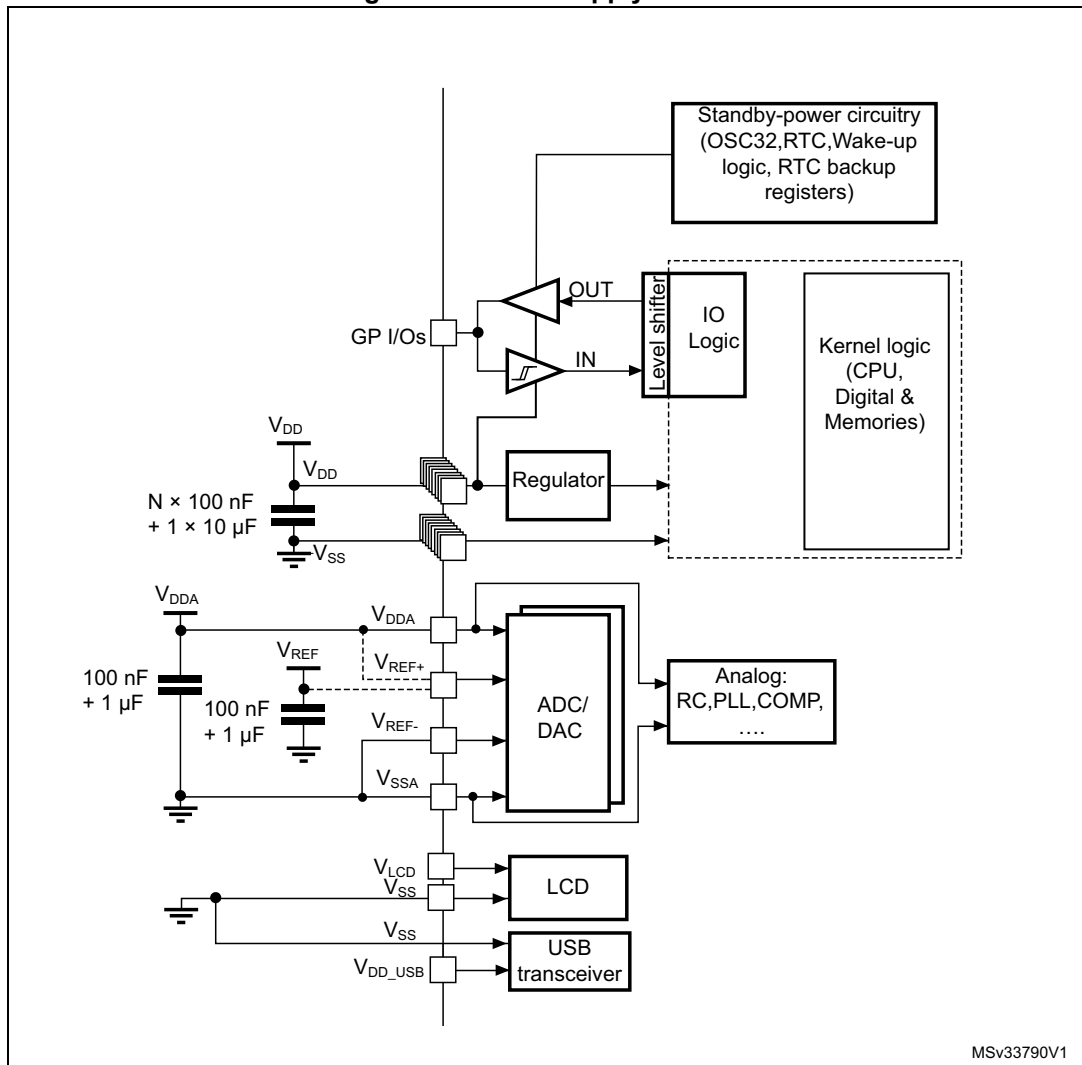 Standby-power circuitry
(OSC32,RTC,Wake-up
logic, RTC backup
registers)
OUT
Level shifter
IO
Logic
GP I/Os
IN
Kernel logic
(CPU,
Digital &
Memories)
VDD
VDD
Regulator
N × 100 nF
+ 1 × 10 µF
VSS
VDDA
VDDA
VREF
VREF+
100 nF
+ 1 µF
100 nF
+ 1 µF
ADC/
DAC
Analog:
RC,PLL,COMP,
....
VREF-
VSSA
VLCD
VSS
LCD
VSS
USB
transceiver
VDD_USB
MSv33790V1